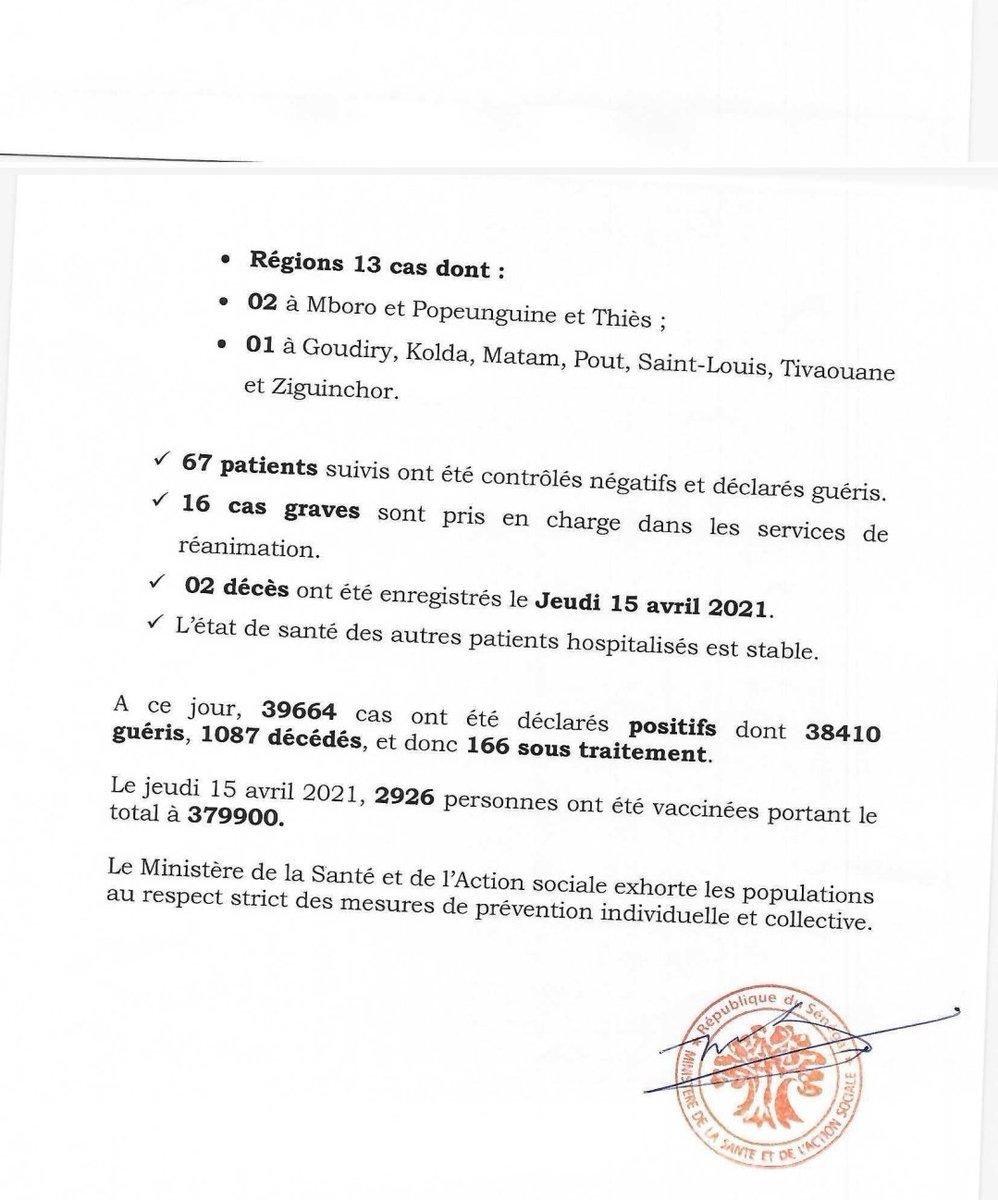 • Régions 13 cas dont :
• 02 à Mboro et Popeunguine et Thiès ;
• 01 à Goudiry, Kolda, Matam, Pout, Saint-Louis, Tivaouane
et Ziguinchor.
✓ 67 patients suivis ont été contrôlés négatifs et déclarés guéris.
✓ 16 cas graves sont pris en charge dans les services de
réanimation.
✓ 02 décès ont été enregistrés le Jeudi 15 avril 2021.
✓ L'état de santé des autres patients hospitalisés est stable.
A ce jour, 39664 cas ont été déclarés positifs dont 38410
guéris, 1087 décédés, et donc 166 sous traitement.
Le jeudi 15 avril 2021, 2926 personnes ont été vaccinées portant le
total à 379900.
Le Ministère de la Santé et de l'Action sociale exhorte les populations
au respect strict des mesures de prévention individuelle et collective.
République du Sénégal
MINISTERE DE LA SANTE ET DE L'ACTION SOCIALE